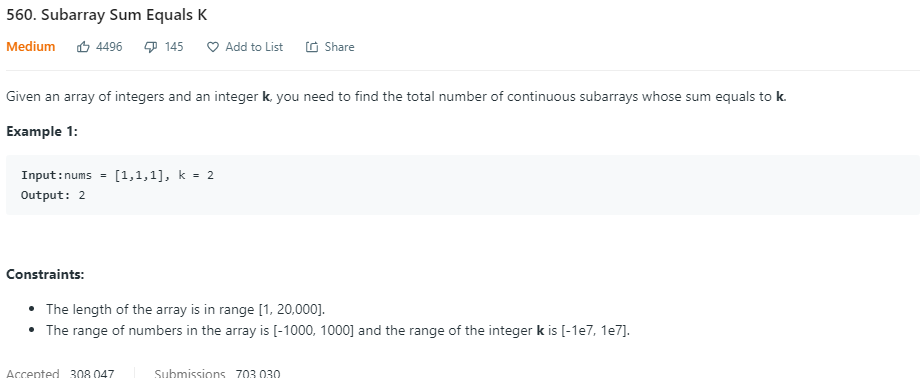 560. Subarray Sum Equals K
Medium 4496 145 Add to List Share
Given an array of integers and an integer k, you need to find the total number of continuous subarrays whose sum equals to k.
Example 1:
Input:nums = [1,1,1], k = 2
Output: 2
Constraints:
• The length of the array is in range [1, 20,000].
• The range of numbers in the array is [-1000, 1000] and the range of the integer k is [-1e7, 1e7].
Accepted 308,047 Submissions 703,030